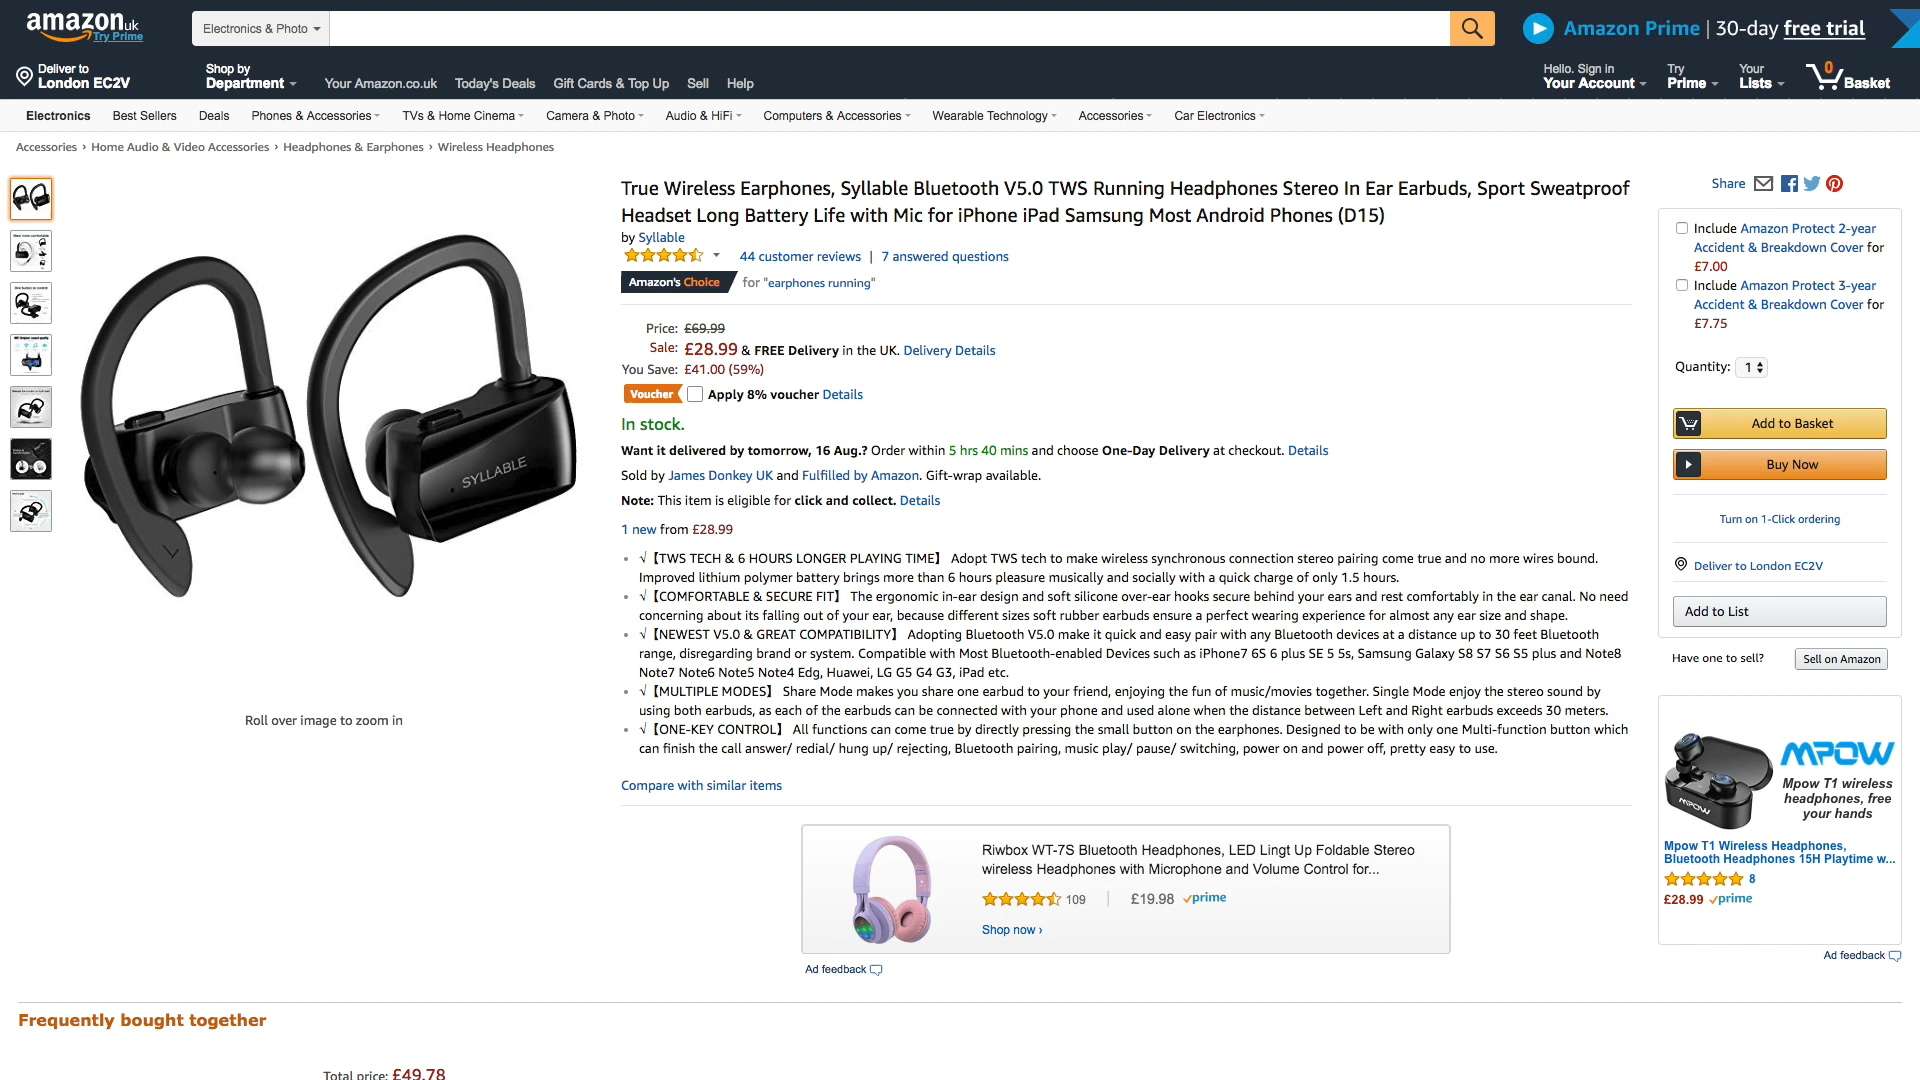 amazon.uk
Try Prime
Electronics & Photo
Amazon Prime | 30-day free trial
Deliver to
London EC2V
Shop by
Department
Your Amazon.co.uk
Today's Deals
Gift Cards & Top Up
Sell
Help
Hello. Sign in
Your Account
Try
Prime
Your
Lists
0
Basket
Electronics
Best Sellers
Deals
Phones & Accessories
TVs & Home Cinema
Camera & Photo
Audio & HiFi
Computers & Accessories
Wearable Technology
Accessories
Car Electronics
Accessories › Home Audio & Video Accessories › Headphones & Earphones › Wireless Headphones
SYLLABLE
Roll over image to zoom in
True Wireless Earphones, Syllable Bluetooth V5.0 TWS Running Headphones Stereo In Ear Earbuds, Sport Sweatproof
Headset Long Battery Life with Mic for iPhone iPad Samsung Most Android Phones (D15)
by Syllable
44 customer reviews | 7 answered questions
Amazon's Choice for "earphones running"
Price: £69.99
Sale: £28.99 & FREE Delivery in the UK. Delivery Details
You Save: £41.00 (59%)
Voucher Apply 8% voucher Details
In stock.
Want it delivered by tomorrow, 16 Aug.? Order within 5 hrs 40 mins and choose One-Day Delivery at checkout. Details
Sold by James Donkey UK and Fulfilled by Amazon. Gift-wrap available.
Note: This item is eligible for click and collect. Details
1 new from £28.99
• √【TWS TECH & 6 HOURS LONGER PLAYING TIME】 Adopt TWS tech to make wireless synchronous connection stereo pairing come true and no more wires bound.
Improved lithium polymer battery brings more than 6 hours pleasure musically and socially with a quick charge of only 1.5 hours.
• √【COMFORTABLE & SECURE FIT】 The ergonomic in-ear design and soft silicone over-ear hooks secure behind your ears and rest comfortably in the ear canal. No need
concerning about its falling out of your ear, because different sizes soft rubber earbuds ensure a perfect wearing experience for almost any ear size and shape.
• √【NEWEST V5.0 & GREAT COMPATIBILITY】 Adopting Bluetooth V5.0 make it quick and easy pair with any Bluetooth devices at a distance up to 30 feet Bluetooth
range, disregarding brand or system. Compatible with Most Bluetooth-enabled Devices such as iPhone7 6S 6 plus SE 5 5s, Samsung Galaxy S8 S7 S6 S5 plus and Note8
Note7 Note6 Note5 Note4 Edg, Huawei, LG G5 G4 G3, iPad etc.
• √【MULTIPLE MODES】 Share Mode makes you share one earbud to your friend, enjoying the fun of music/movies together. Single Mode enjoy the stereo sound by
using both earbuds, as each of the earbuds can be connected with your phone and used alone when the distance between Left and Right earbuds exceeds 30 meters.
• √【ONE-KEY CONTROL】 All functions can come true by directly pressing the small button on the earphones. Designed to be with only one Multi-function button which
can finish the call answer/ redial/ hung up/ rejecting, Bluetooth pairing, music play/ pause/ switching, power on and power off, pretty easy to use.
Compare with similar items
Riwbox WT-7S Bluetooth Headphones, LED Lingt Up Foldable Stereo
wireless Headphones with Microphone and Volume Control for...
109 | £19.98 prime
Shop now ›
Ad feedback
Share
Include Amazon Protect 2-year
Accident & Breakdown Cover for
£7.00
Include Amazon Protect 3-year
Accident & Breakdown Cover for
£7.75
Quantity: 1
Add to Basket
Buy Now
Turn on 1-Click ordering
Deliver to London EC2V
Add to List
Have one to sell?
Sell on Amazon
MPOW
MPOW
Mpow T1 wireless
headphones, free
your hands
Mpow T1 Wireless Headphones,
Bluetooth Headphones 15H Playtime w...
8
£28.99 prime
Ad feedback
Frequently bought together
Total price: £49.78